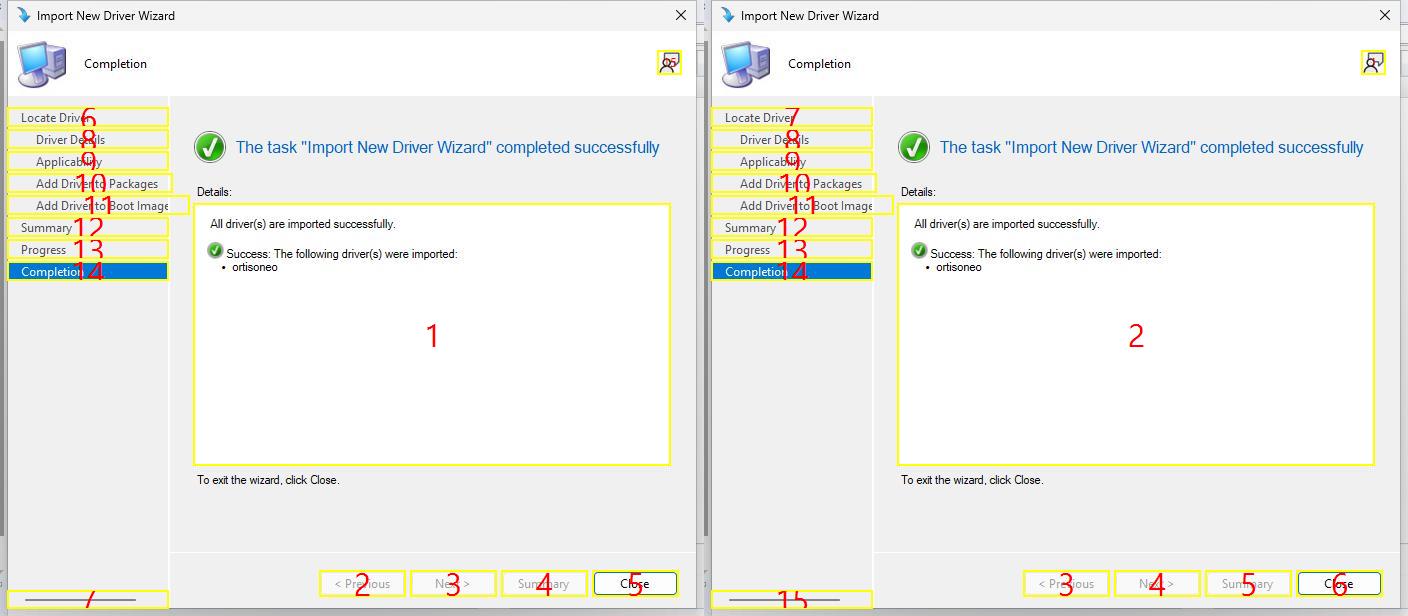 Import New Driver Wizard
Completion
6
Locate Driver
8
Driver Details
9
Applicability
10
Add Driver to Packages
11
Add Driver to Boot Image
12
Summary
13
Progress
14
Completion
The task "Import New Driver Wizard" completed successfully
Details:
All driver(s) are imported successfully.
Success: The following driver(s) were imported:
• ortisoneo
1
To exit the wizard, click Close.
< Previous
2
Next >
3
Summary
4
Close
5
7
Import New Driver Wizard
Completion
7
Locate Driver
8
Driver Details
9
Applicability
10
Add Driver to Packages
11
Add Driver to Boot Image
12
Summary
13
Progress
14
Completion
The task "Import New Driver Wizard" completed successfully
Details:
All driver(s) are imported successfully.
Success: The following driver(s) were imported:
• ortisoneo
2
To exit the wizard, click Close.
< Previous
3
Next >
4
Summary
5
Close
6
15